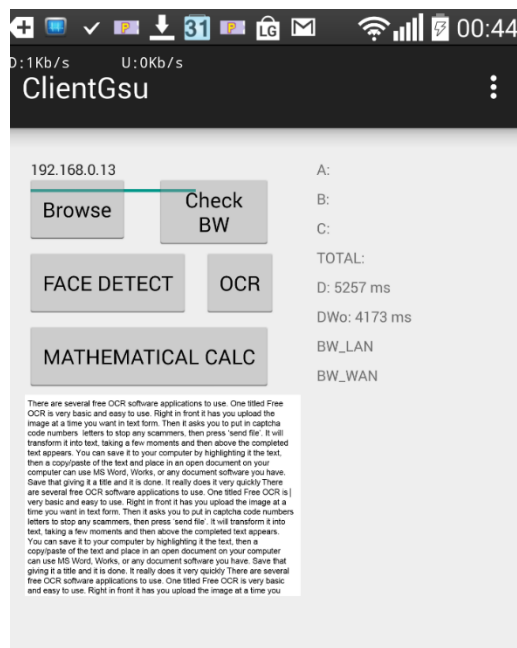 31
LG
00:44
D:1Kb/s U:0Kb/s
ClientGsu
192.168.0.13
Browse
Check
BW
FACE DETECT
OCR
MATHEMATICAL CALC
A:
B:
C:
TOTAL:
D: 5257 ms
DWo: 4173 ms
BW_LAN
BW_WAN
There are several free OCR software applications to use. One titled Free
OCR is very basic and easy to use. Right in front it has you upload the
image at a time you want in text form. Then it asks you to put in captcha
code numbers letters to stop any scammers, then press 'send file'. It will
transform it into text, taking a few moments and then above the completed
text appears. You can save it to your computer by highlighting it the text,
then a copy/paste of the text and place in an open document on your
computer can use MS Word, Works, or any document software you have.
Save that giving it a title and it is done. It really does it very quickly There
are several free OCR software applications to use. One titled Free OCR is|
very basic and easy to use. Right in front it has you upload the image at a
time you want in text form. Then it asks you to put in captcha code numbers
letters to stop any scammers, then press 'send file'. It will transform it into
text, taking a few moments and then above the completed text appears.
You can save it to your computer by highlighting it the text, then a
copy/paste of the text and place in an open document on your computer
can use MS Word, Works, or any document software you have. Save that
giving it a title and it is done. It really does it very quickly There are several
free OCR software applications to use. One titled Free OCR is very basic
and easy to use. Right in front it has you upload the image at a time you